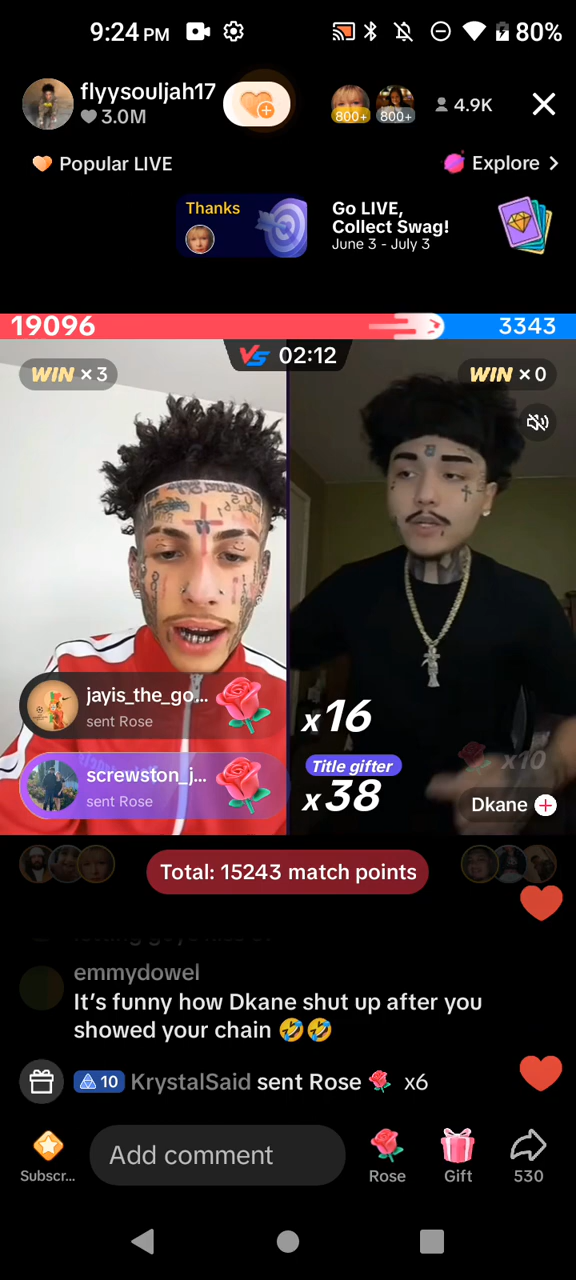 9:24 PM
80%
flyysouljah17
3.0M
800+
800+
4.9K
Popular LIVE
Explore >
Thanks
Go LIVE,
Collect Swag!
June 3 - July 3
19096
3343
VS 02:12
WIN × 3
WIN × 0
jayis_the_go...
sent Rose
x16
x10
Title gifter
screwston_j...
sent Rose
x38
Dkane
Total: 15243 match points
emmydowel
It's funny how Dkane shut up after you
showed your chain 🤣🤣
10 KrystalSaid sent Rose 🌹 x6
Add comment
Subscr...
Rose
Gift
530